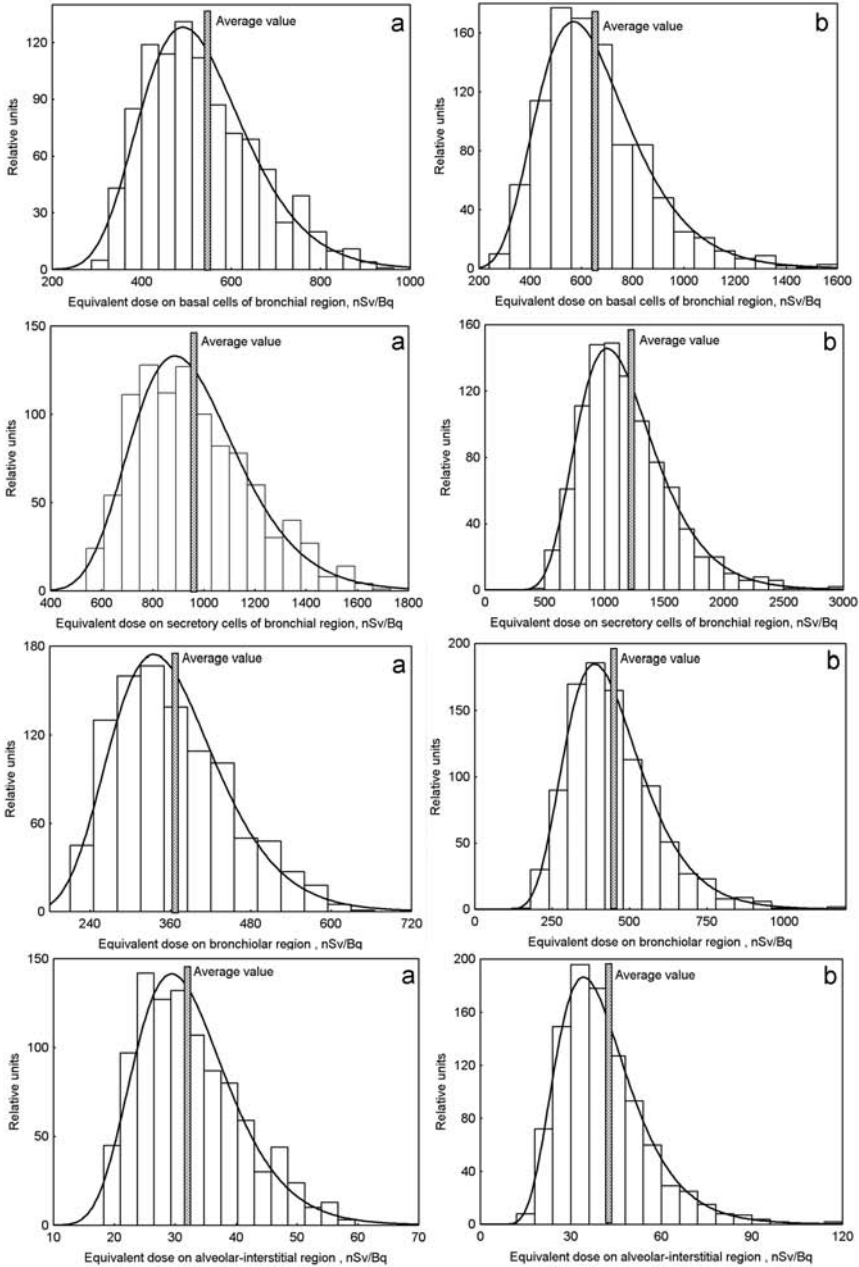 a
Average value
Relative units
130
120
90
60
30
0
200
400
600
800
1000
Equivalent dose on basal cells of bronchial region, nSv/Bq
b
Average value
Relative units
160
120
80
40
0
200
200
400
600
800
1000
1200
1400
1600
Equivalent dose on basal cells of bronchial region, nSv/Bq
a
Average value
Relative units
150
100
50
0
400
600
800
1000
1200
1400
1600
1800
Equivalent dose on secretory cells of bronchial region, nSv/Bq
b
Average value
Relative units
160
120
80
40
0
0
500
1000
1500
2000
2500
3000
Equivalent dose on secretory cells of bronchial region, nSv/Bq
a
Average value
Relative units
180
120
60
0
240
360
480
600
720
Equivalent dose on bronchiolar region , nSv/Bq
b
Average value
Relative units
200
150
100
50
0
0
250
500
750
1000
Equivalent dose on bronchiolar region , nSv/Bq
a
Average value
Relative units
150
100
50
0
10
20
30
40
50
60
70
Equivalent dose on alveolar-interstitial region , nSv/Bq
b
Average value
Relative units
200
160
120
80
40
0
0
30
60
90
120
Equivalent dose on alveolar-interstitial region , nSv/Bq